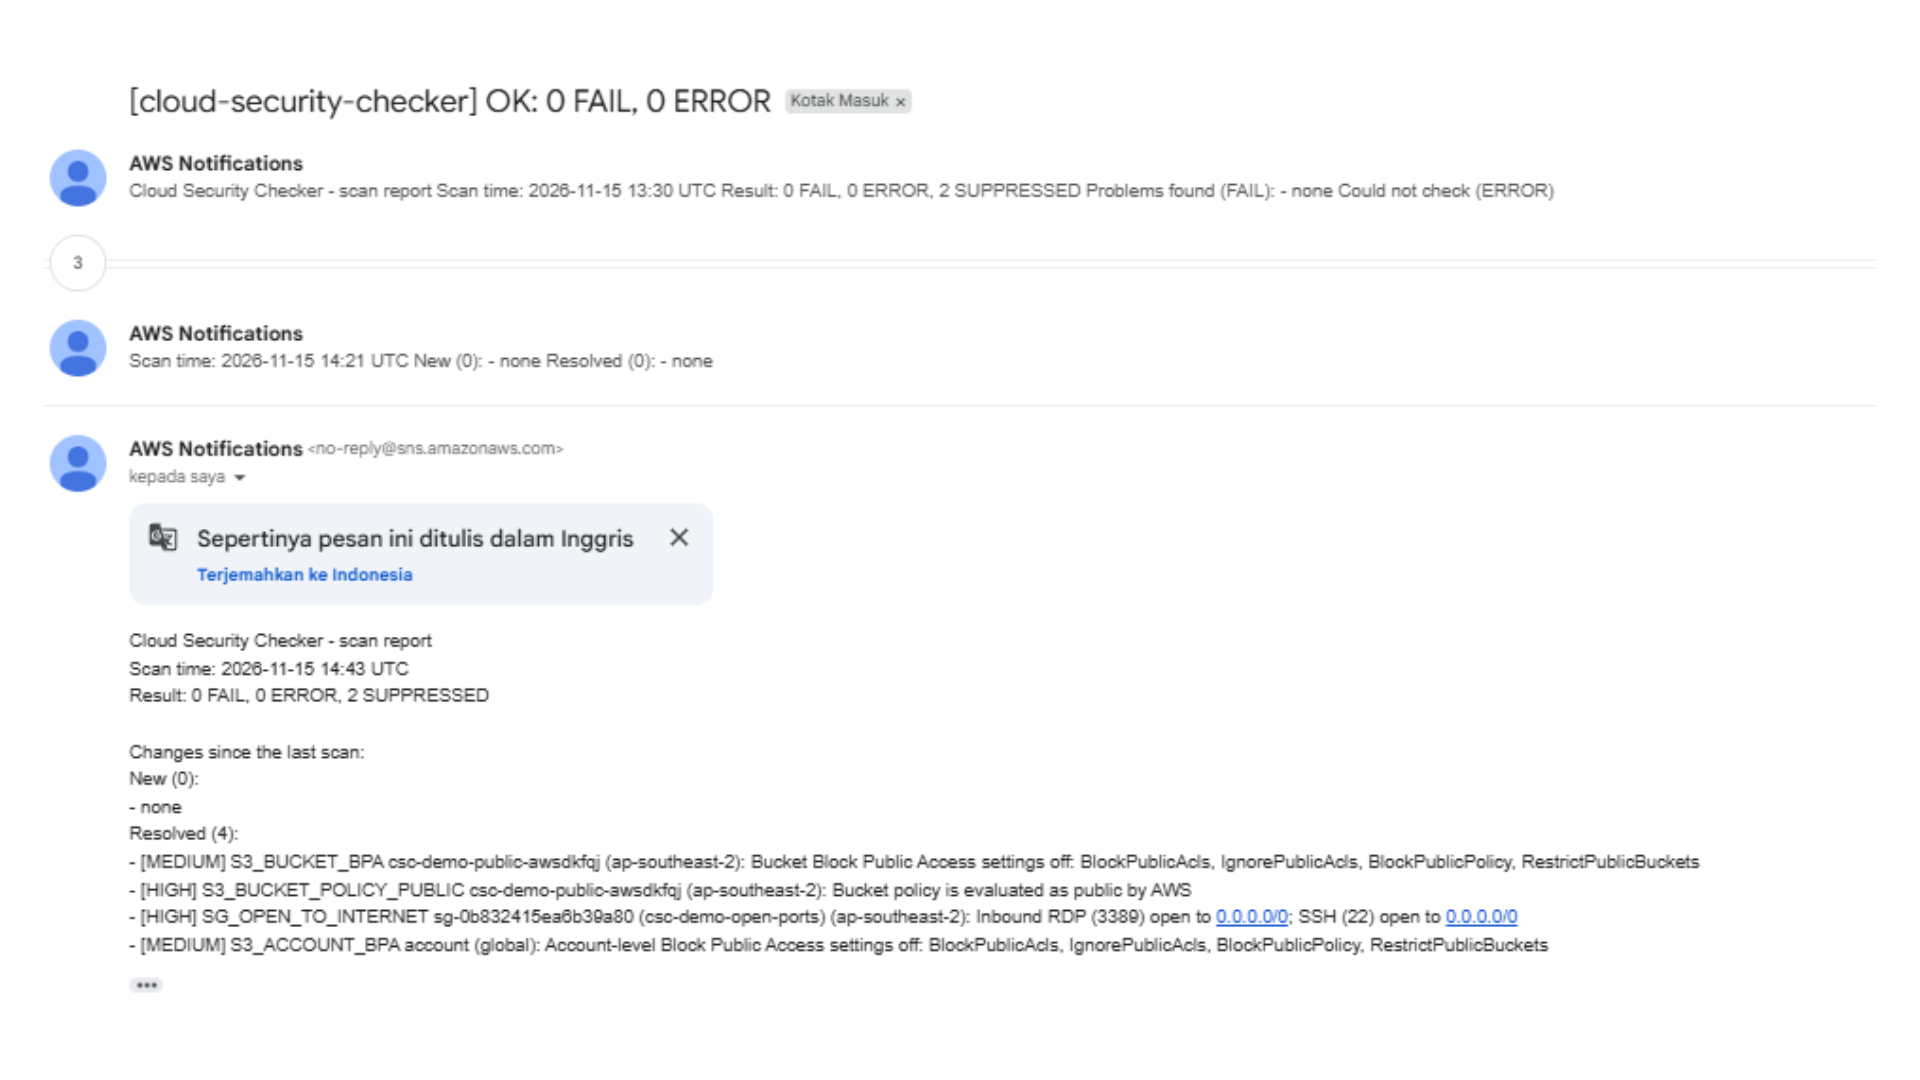 [cloud-security-checker] OK: 0 FAIL, 0 ERROR Kotak Masuk ×
AWS Notifications
Cloud Security Checker - scan report Scan time: 2026-11-15 13:30 UTC Result: 0 FAIL, 0 ERROR, 2 SUPPRESSED Problems found (FAIL): - none Could not check (ERROR)
3
AWS Notifications
Scan time: 2026-11-15 14:21 UTC New (0): - none Resolved (0): - none
AWS Notifications <no-reply@sns.amazonaws.com>
kepada saya
Sepertinya pesan ini ditulis dalam Inggris
Terjemahkan ke Indonesia
Cloud Security Checker - scan report
Scan time: 2026-11-15 14:43 UTC
Result: 0 FAIL, 0 ERROR, 2 SUPPRESSED
Changes since the last scan:
New (0):
- none
Resolved (4):
- [MEDIUM] S3_BUCKET_BPA csc-demo-public-awsdkfqj (ap-southeast-2): Bucket Block Public Access settings off: BlockPublicAcls, IgnorePublicAcls, BlockPublicPolicy, RestrictPublicBuckets
- [HIGH] S3_BUCKET_POLICY_PUBLIC csc-demo-public-awsdkfqj (ap-southeast-2): Bucket policy is evaluated as public by AWS
- [HIGH] SG_OPEN_TO_INTERNET sg-0b832415ea6b39a80 (csc-demo-open-ports) (ap-southeast-2): Inbound RDP (3389) open to 0.0.0.0/0; SSH (22) open to 0.0.0.0/0
- [MEDIUM] S3_ACCOUNT_BPA account (global): Account-level Block Public Access settings off: BlockPublicAcls, IgnorePublicAcls, BlockPublicPolicy, RestrictPublicBuckets